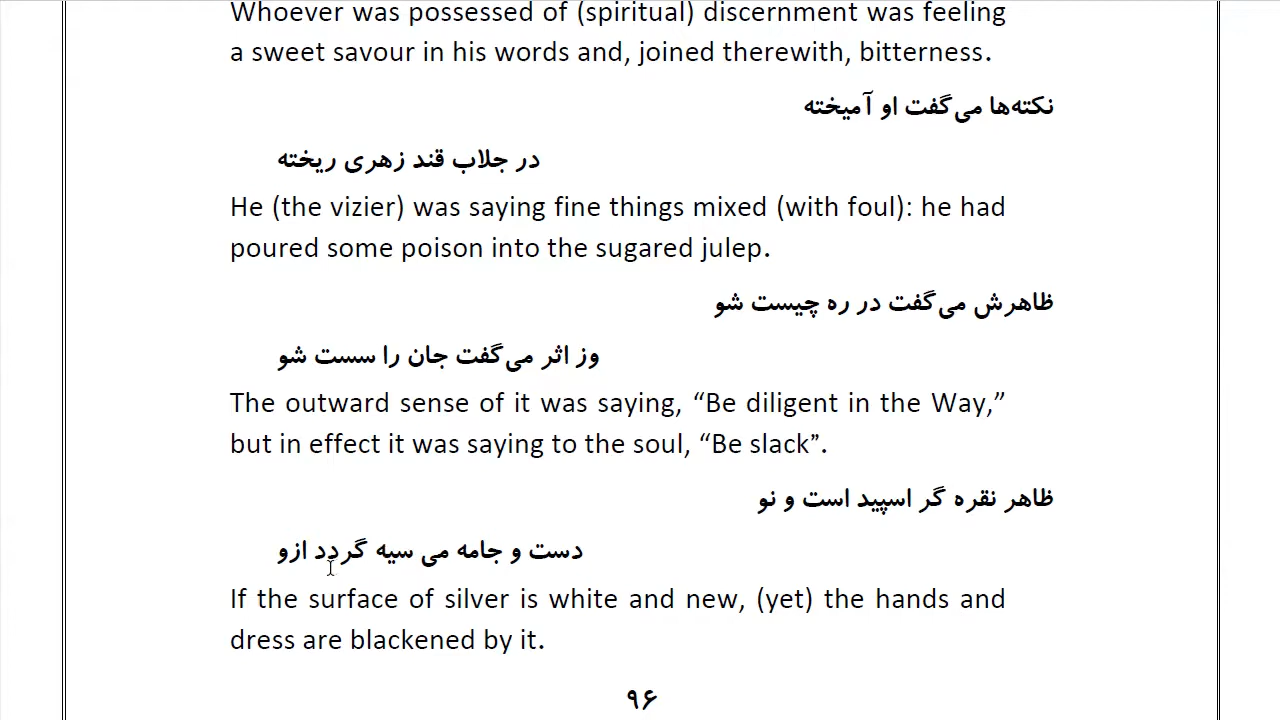 Whoever was possessed of (spiritual) discernment was feeling
a sweet savour in his words and, joined therewith, bitterness.
نکته‌ها می‌گفت او آمیخته
در جلاب قند زهری ریخته
He (the vizier) was saying fine things mixed (with foul): he had
poured some poison into the sugared julep.
ظاهرش می‌گفت در ره چیست شو
وز اثر می‌گفت جان را سست شو
The outward sense of it was saying, “Be diligent in the Way,”
but in effect it was saying to the soul, “Be slack”.
ظاهر نقره گر اسپید است و نو
دست و جامه می سیه گردد ازو
If the surface of silver is white and new, (yet) the hands and
dress are blackened by it.
۹۶